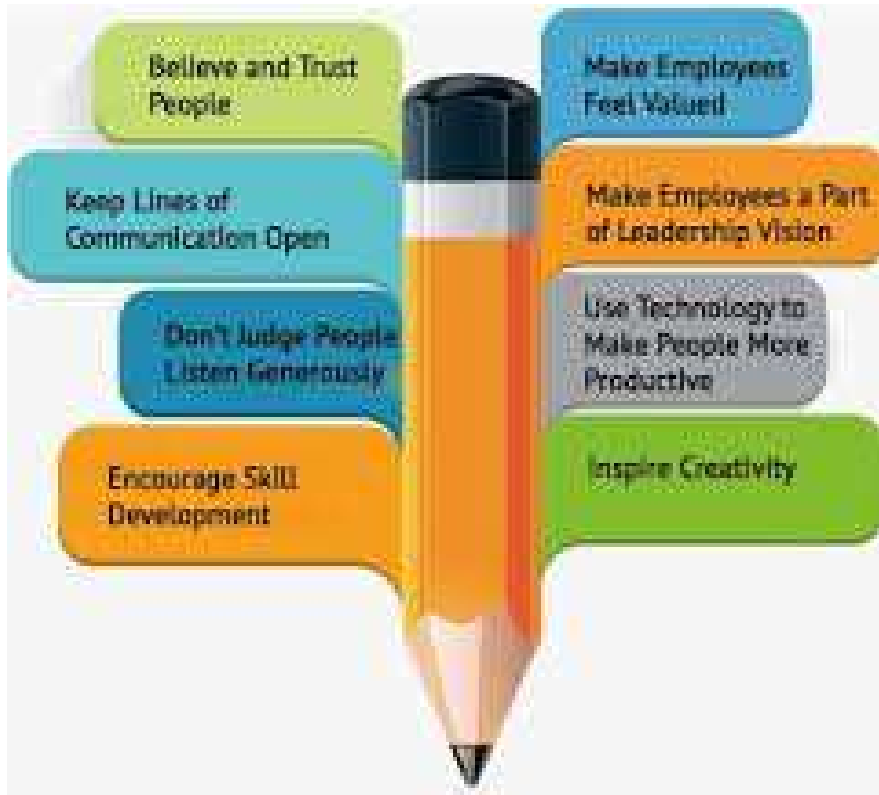 Believe and Trust
People
Keep Lines of
Communication Open
Don't Judge People
Listen Generously
Encourage Skill
Development
Make Employees
Feel Valued
Make Employees a Part
of Leadership Vision
Use Technology to
Make People More
Productive
Inspire Creativity